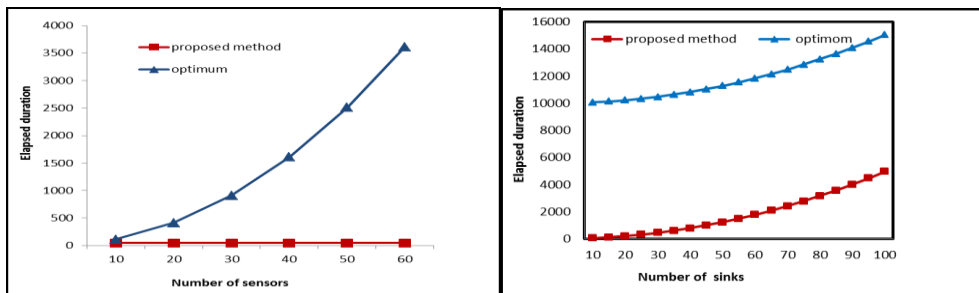 4000
3500
3000
2500
2000
1500
1000
500
0
Elapsed duration
proposed method
optimum
10 20 30 40 50 60
Number of sensors
16000
14000
12000
10000
8000
6000
4000
2000
0
Elapsed duration
proposed method optimom
10 20 30 40 50 60 70 80 90 100
Number of sinks